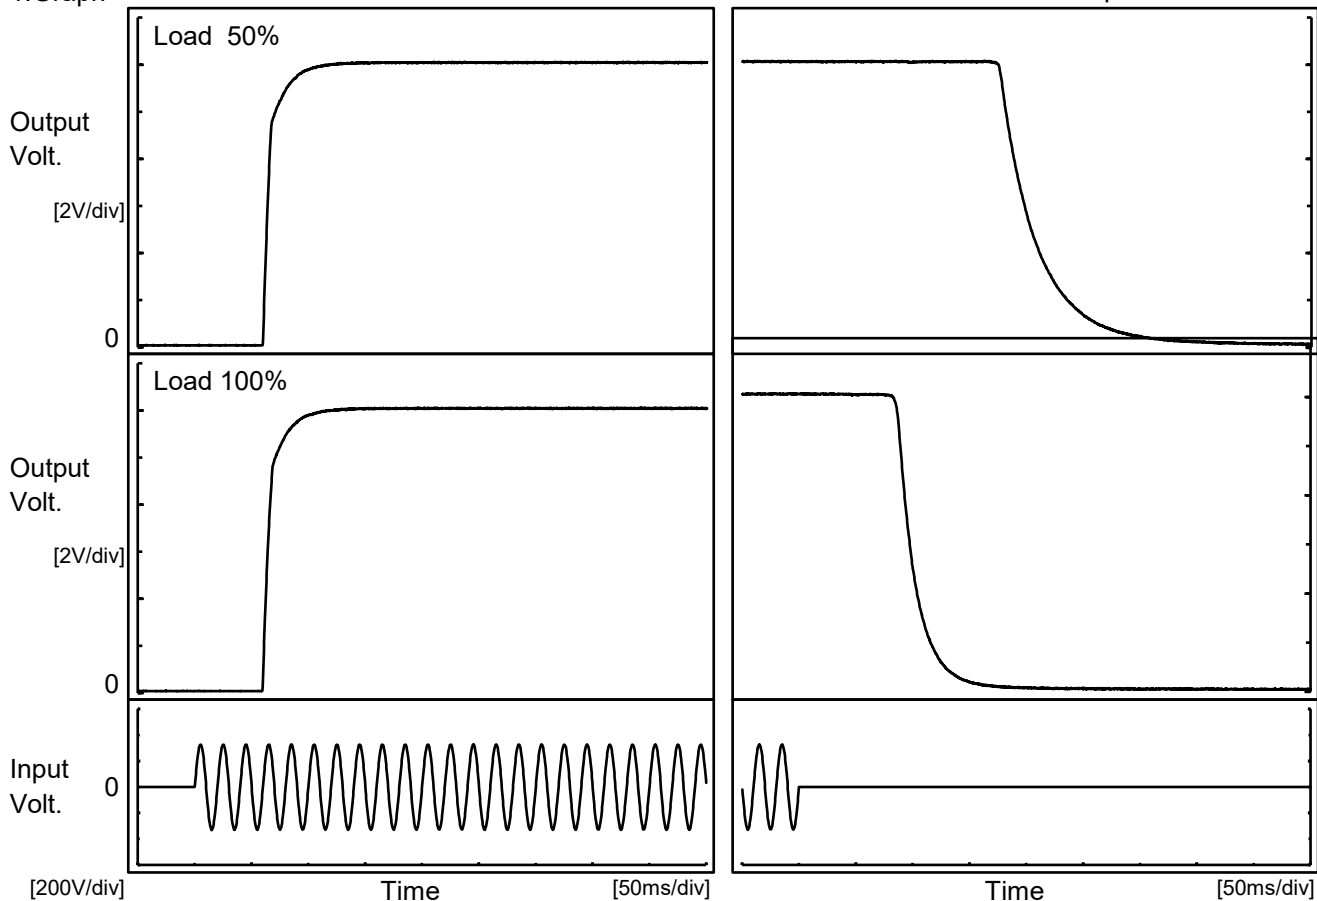 Load 50%
Output
Volt.
[2V/div]
0
Load 100%
Output
Volt.
[2V/div]
0
Input
Volt.
0
[200V/div]
Time
[50ms/div]
Time
[50ms/div]